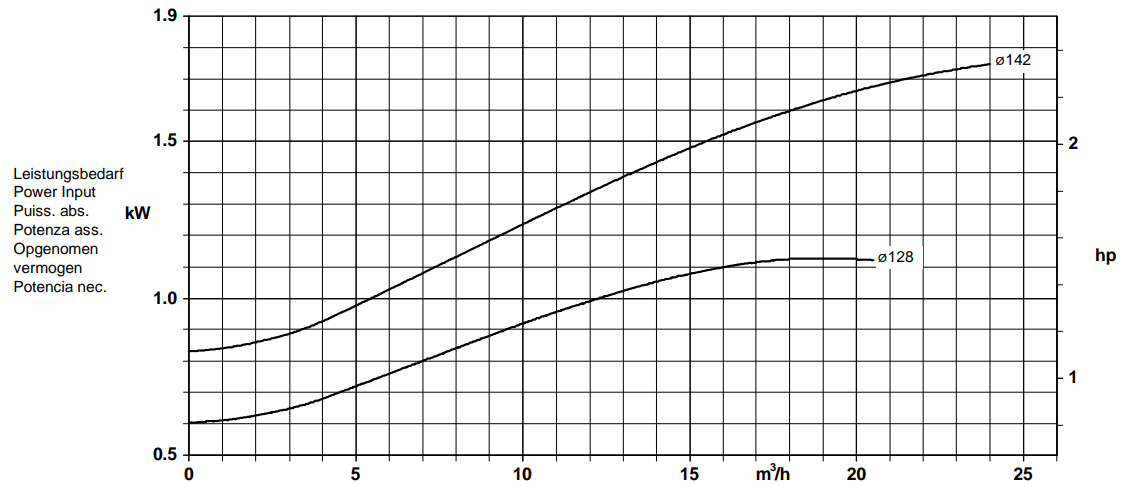 1.9
ø142
1.5
2
Leistungsbedarf
Power Input
Puiss. abs.
kW
Potenza ass.
Opgenomen
vermogen
Potencia nec.
ø128
hp
1.0
1
0.5
0 5 10 15 m³/h 20 25